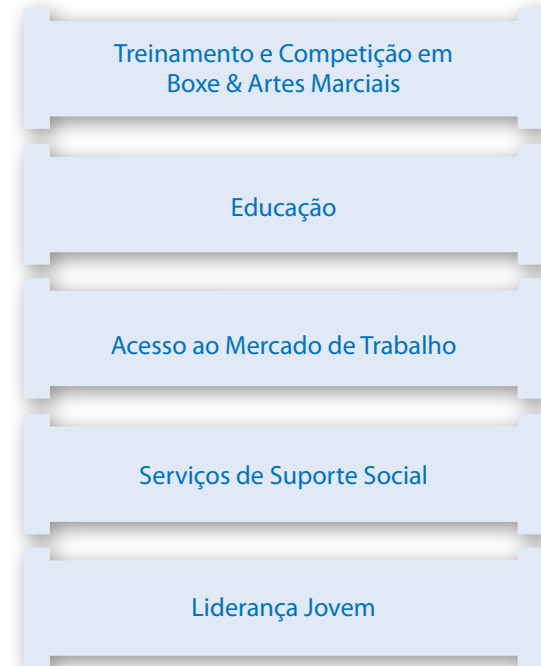 Treinamento e Competição em
Boxe & Artes Marciais
Educação
Acesso ao Mercado de Trabalho
Serviços de Suporte Social
Liderança Jovem